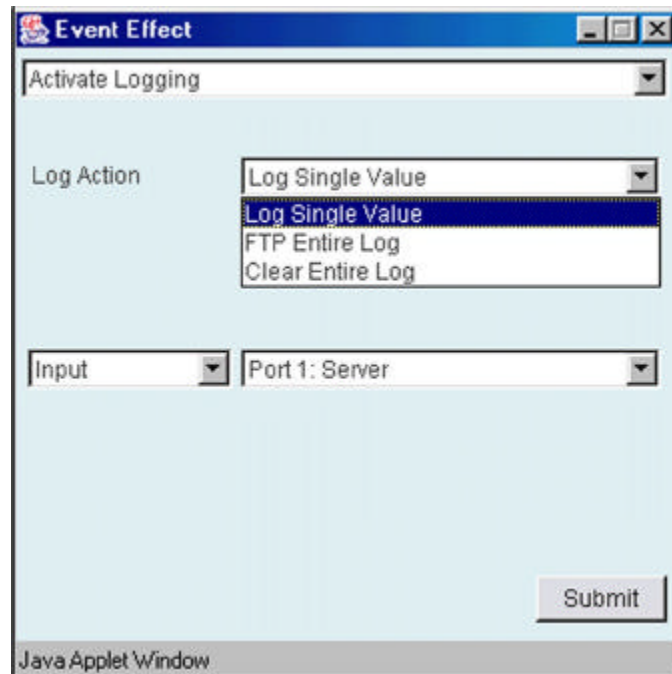 Event Effect
Activate Logging
Log Action
Log Single Value
Log Single Value
FTP Entire Log
Clear Entire Log
Input
Port 1: Server
Submit
Java Applet Window